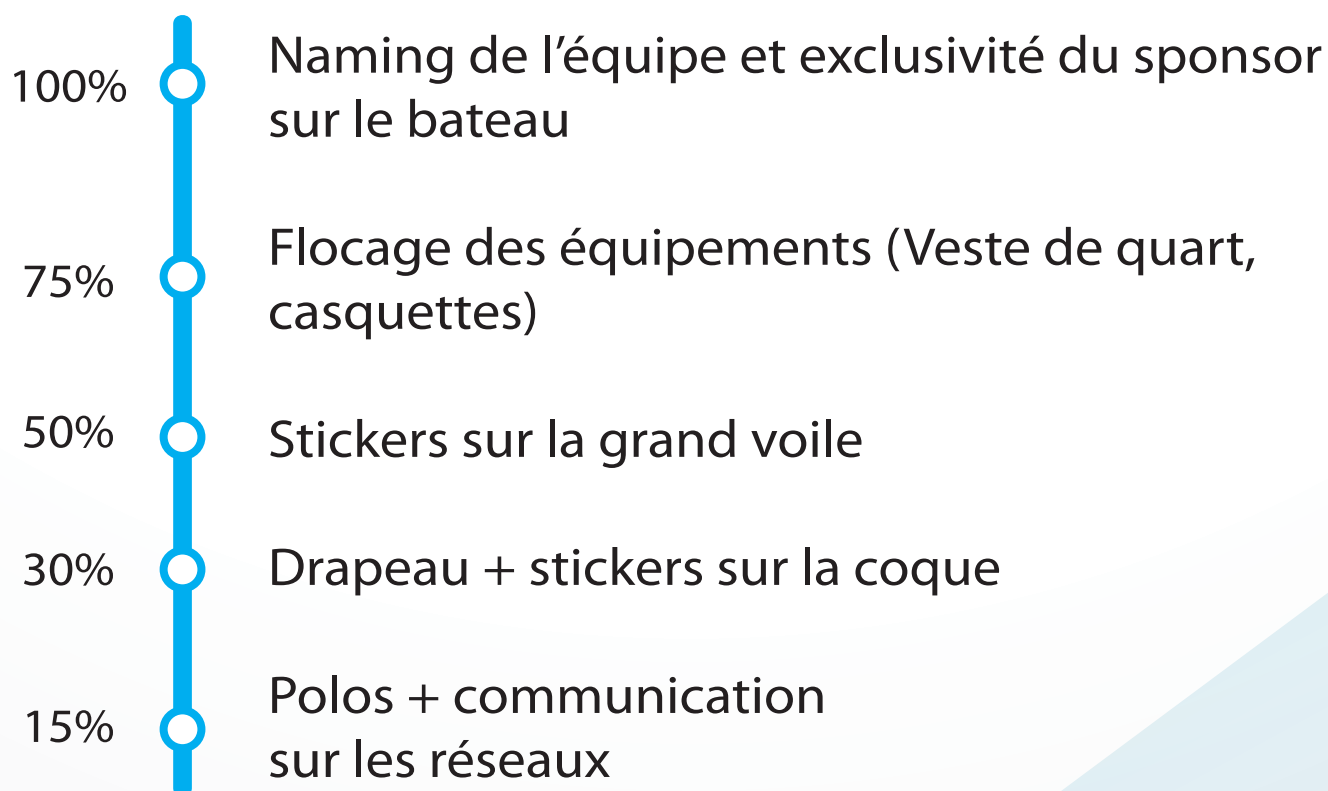 100%
Naming de l’équipe et exclusivité du sponsor
sur le bateau
75%
Flocage des équipements (Veste de quart,
casquettes)
50%
Stickers sur la grand voile
30%
Drapeau + stickers sur la coque
15%
Polos + communication
sur les réseaux